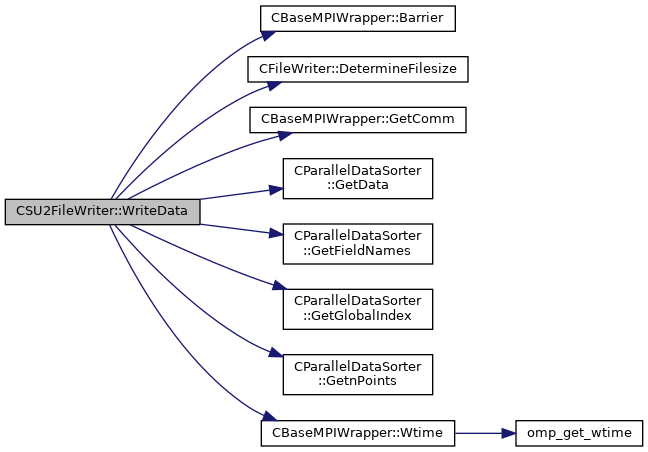 CBaseMPIWrapper::Barrier
CFileWriter::DetermineFilesize
CBaseMPIWrapper::GetComm
CParallelDataSorter
::GetData
CSU2FileWriter::WriteData
CParallelDataSorter
::GetFieldNames
CParallelDataSorter
::GetGlobalIndex
CParallelDataSorter
::GetnPoints
CBaseMPIWrapper::Wtime
omp_get_wtime